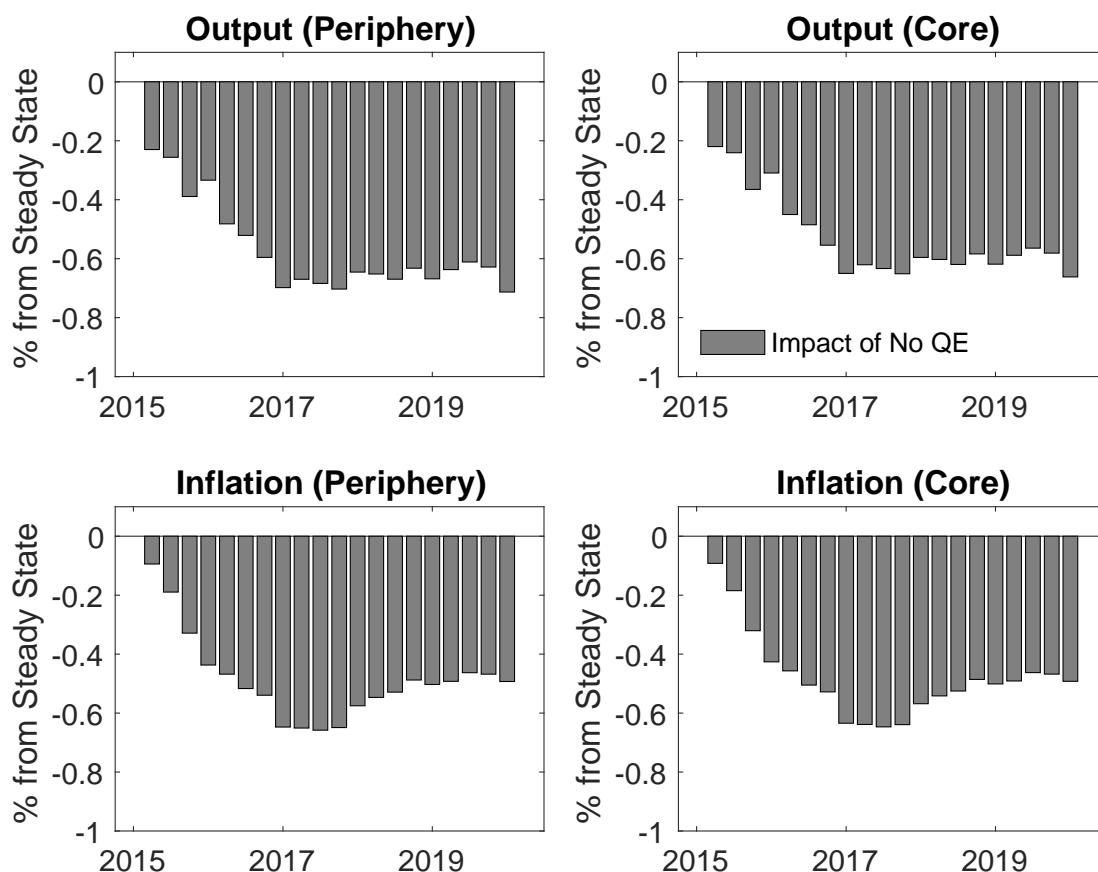 Output (Periphery)
% from Steady State
0
-0.2
-0.4
-0.6
-0.8
-1
2015 2017 2019
Output (Core)
% from Steady State
0
-0.2
-0.4
-0.6
-0.8
-1
Impact of No QE
2015 2017 2019
Inflation (Periphery)
% from Steady State
0
-0.2
-0.4
-0.6
-0.8
-1
2015 2017 2019
Inflation (Core)
% from Steady State
0
-0.2
-0.4
-0.6
-0.8
-1
2015 2017 2019